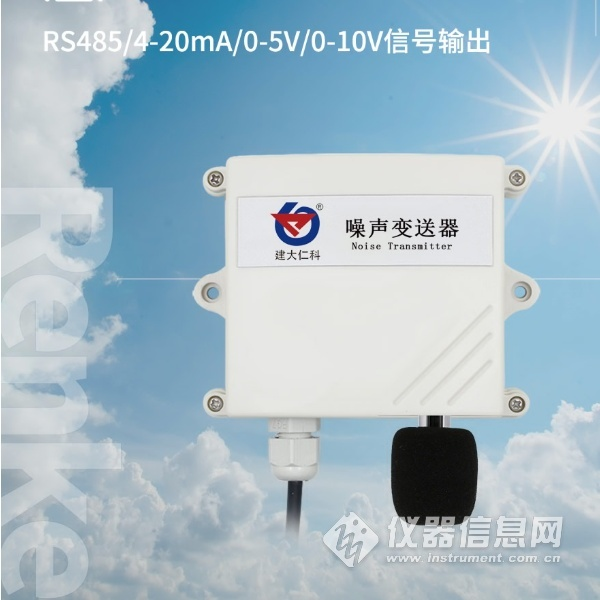 RS485/4-20mA/0-5V/0-10V信号输出
Renke
®
建大仁科
噪声变送器
Noise Transmitter
仪器信息网
www.instrument.com.cn